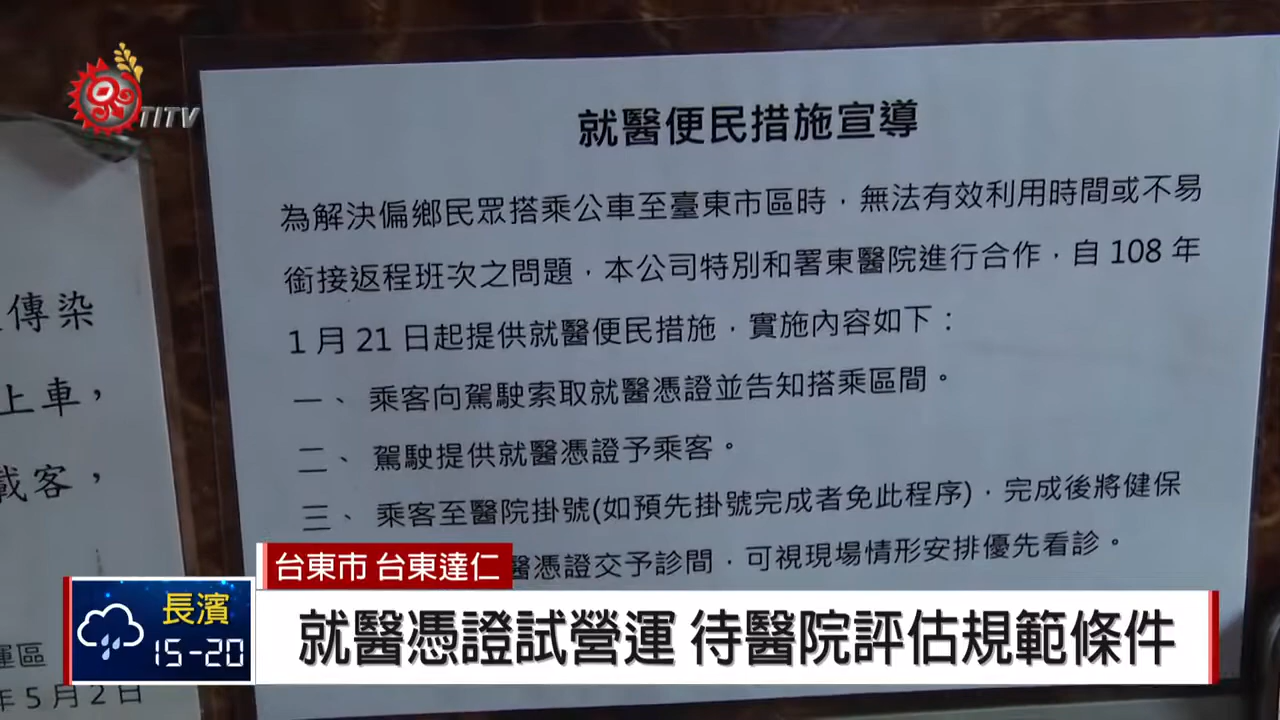 TITV
就醫便民措施宣導
為解決偏鄉民眾搭乘公車至臺東市區時，無法有效利用時間或不易
銜接返程班次之問題，本公司特別和署東醫院進行合作，自 108 年
1 月 21 日起提供就醫便民措施，實施內容如下：
一、 乘客向駕駛索取就醫憑證並告知搭乘區間。
二、 駕駛提供就醫憑證予乘客。
三、 乘客至醫院掛號(如預先掛號完成者免此程序)，完成後將健保
醫憑證交予診間，可視現場情形安排優先看診。
傳染
上車，
載客，
運區
年 5 月 2 日
台東市 台東達仁
長濱
15-20
就醫憑證試營運 待醫院評估規範條件